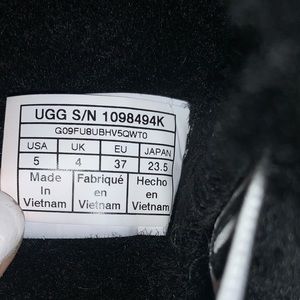 UGG S/N 1098494K
G09FU8UBHV5QWT0
USA UK EU JAPAN
5 4 37 23.5
Made Fabriqué Hecho
In en en
Vietnam Vietnam Vietnam